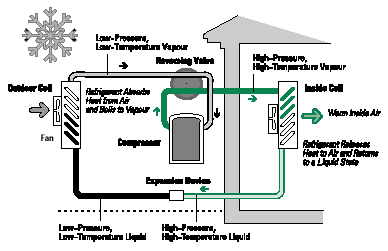 Low-Pressure,
Low-Temperature Vapour
Reversing Valve
High-Pressure,
High-Temperature Vapour
Outdoor Coil
Refrigerant Absorbs
Heat from Air
and Boils to Vapour
Inside Coil
Warm Inside Air
Fan
Compressor
Refrigerant Releases
Heat to Air and Returns
to a Liquid State
Expansion Device
Low-Pressure,
Low-Temperature Liquid
High-Pressure,
High-Temperature Liquid